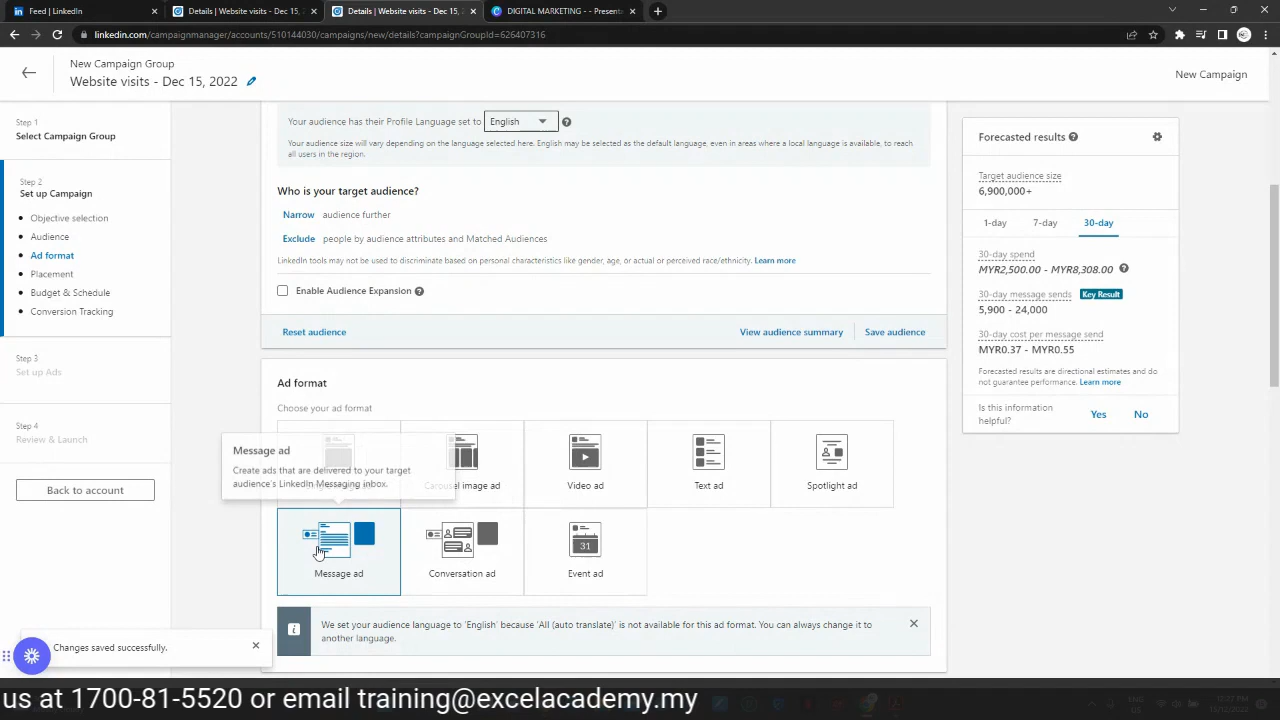 Feed | LinkedIn
Details | Website visits - Dec 15,
Details | Website visits - Dec 15,
DIGITAL MARKETING - - Present
linkedin.com/campaignmanager/accounts/510144030/campaigns/new/details?campaignGroupId=626407316
New Campaign Group
Website visits - Dec 15, 2022
New Campaign
Step 1
Select Campaign Group
Step 2
Set up Campaign
Objective selection
Audience
Ad format
Placement
Budget & Schedule
Conversion Tracking
Step 3
Set up Ads
Step 4
Review & Launch
Back to account
Changes saved successfully.
Your audience has their Profile Language set to English
Your audience size will vary depending on the language selected here. English may be selected as the default language, even in areas where a local language is available, to reach
all users in the region.
Who is your target audience?
Narrow audience further
Exclude people by audience attributes and Matched Audiences
LinkedIn tools may not be used to discriminate based on personal characteristics like gender, age, or actual or perceived race/ethnicity. Learn more
Enable Audience Expansion
Reset audience
View audience summary
Save audience
Ad format
Choose your ad format
Message ad
Create ads that are delivered to your target
audience's LinkedIn Messaging inbox.
Carousel image ad
Video ad
Text ad
Spotlight ad
Message ad
Conversation ad
31
Event ad
We set your audience language to 'English' because 'All (auto translate)' is not available for this ad format. You can always change it to
another language.
Forecasted results
Target audience size
6,900,000+
1-day
7-day
30-day
30-day spend
MYR2,500.00 - MYR8,308.00
30-day message sends Key Result
5,900 - 24,000
30-day cost per message send
MYR0.37 - MYR0.55
Forecasted results are directional estimates and do
not guarantee performance. Learn more
Is this information
helpful?
Yes
No
us at 1700-81-5520 or email training@excelacademy.my
ENG
US
17:27 PM
15/12/2022